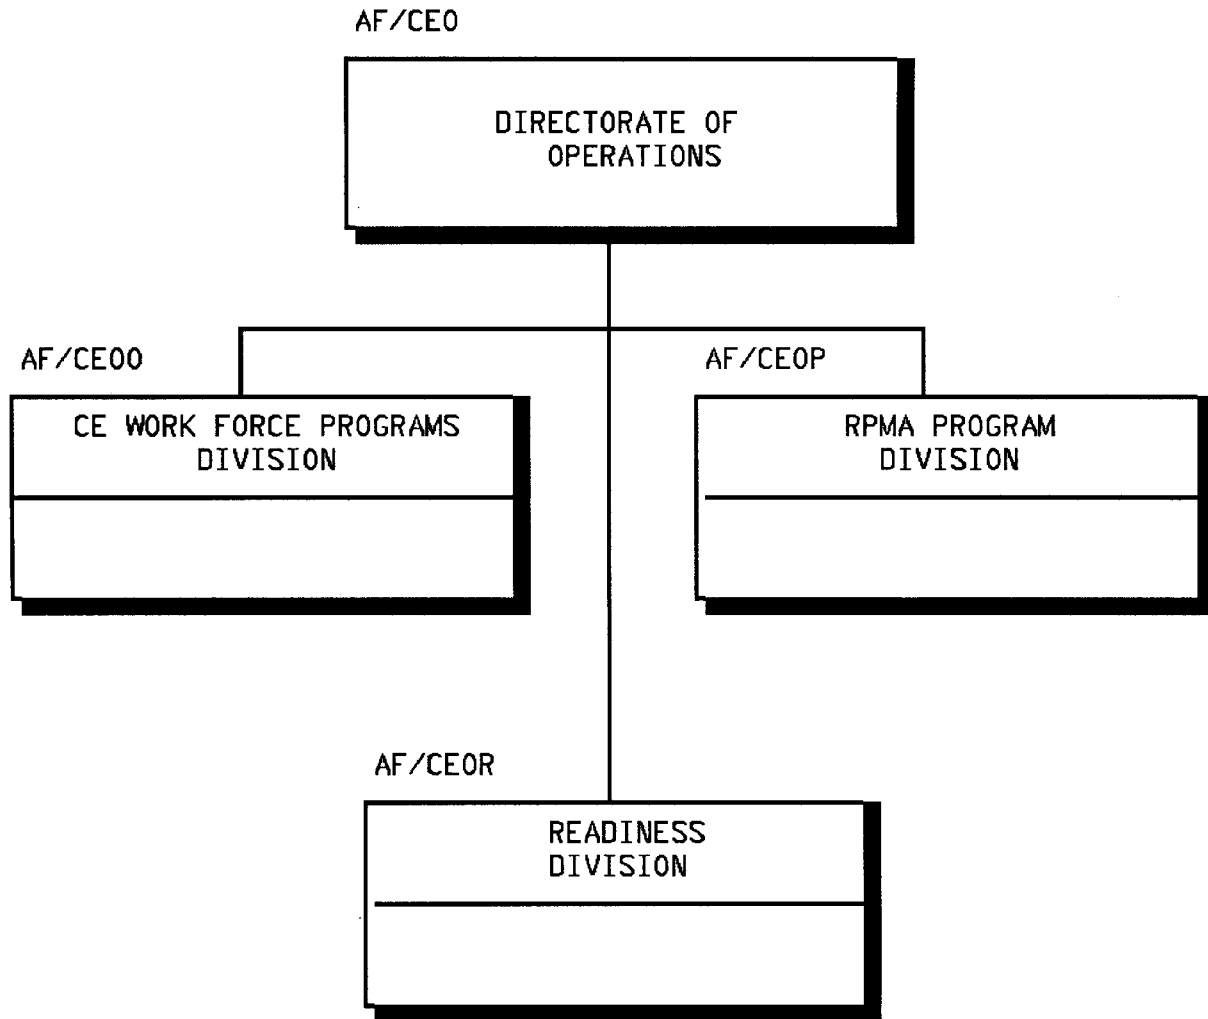 AF/CEO
DIRECTORATE OF
OPERATIONS
AF/CEOO
CE WORK FORCE PROGRAMS
DIVISION
AF/CEOP
RPMA PROGRAM
DIVISION
AF/CEOR
READINESS
DIVISION